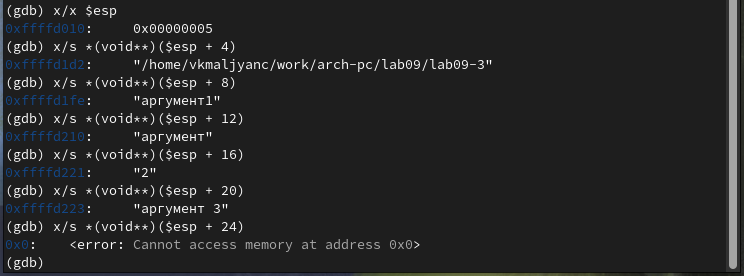 (gdb) x/x $esp
0xffffd010:     0x00000005
(gdb) x/s *(void**)($esp + 4)
0xffffd1d2:     "/home/vkmaljyanc/work/arch-pc/lab09/lab09-3"
(gdb) x/s *(void**)($esp + 8)
0xffffd1fe:     "аргумент1"
(gdb) x/s *(void**)($esp + 12)
0xffffd210:     "аргумент"
(gdb) x/s *(void**)($esp + 16)
0xffffd221:     "2"
(gdb) x/s *(void**)($esp + 20)
0xffffd223:     "аргумент 3"
(gdb) x/s *(void**)($esp + 24)
0x0:    <error: Cannot access memory at address 0x0>
(gdb)